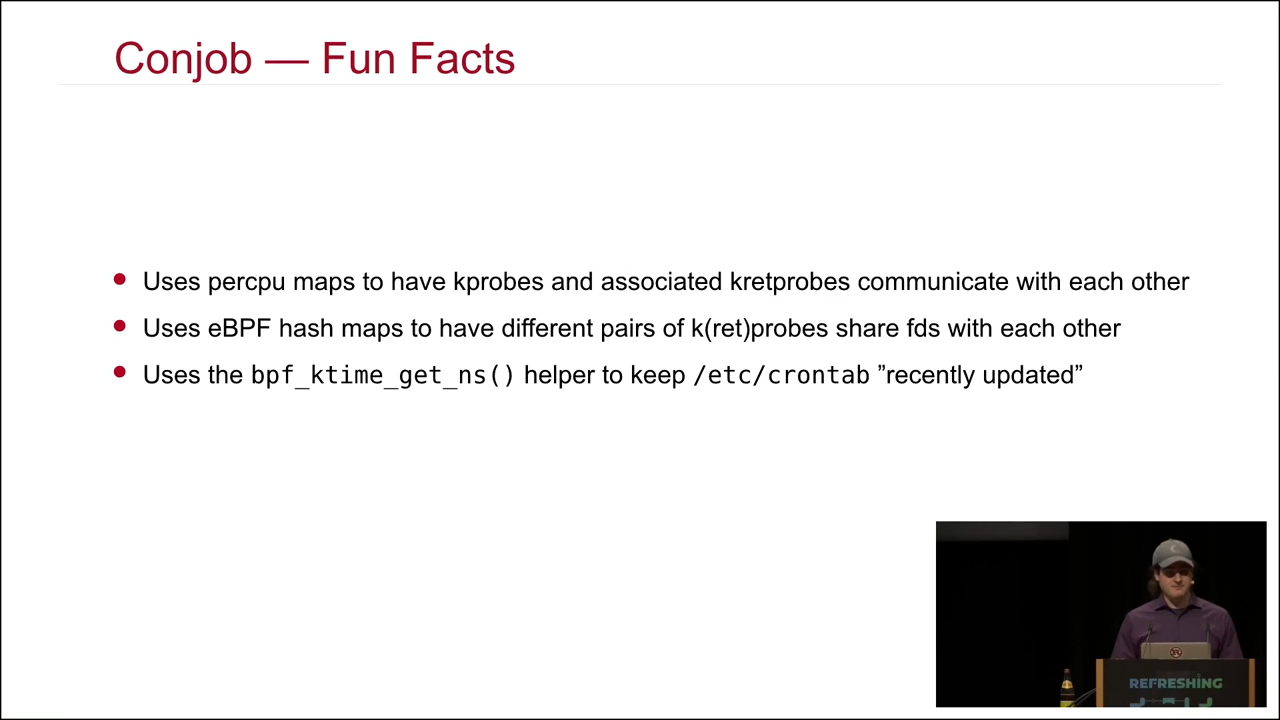 Conjob — Fun Facts
Uses percpu maps to have kprobes and associated kretprobes communicate with each other
Uses eBPF hash maps to have different pairs of k(ret)probes share fds with each other
Uses the bpf_ktime_get_ns() helper to keep /etc/crontab ”recently updated”
REFRESHING